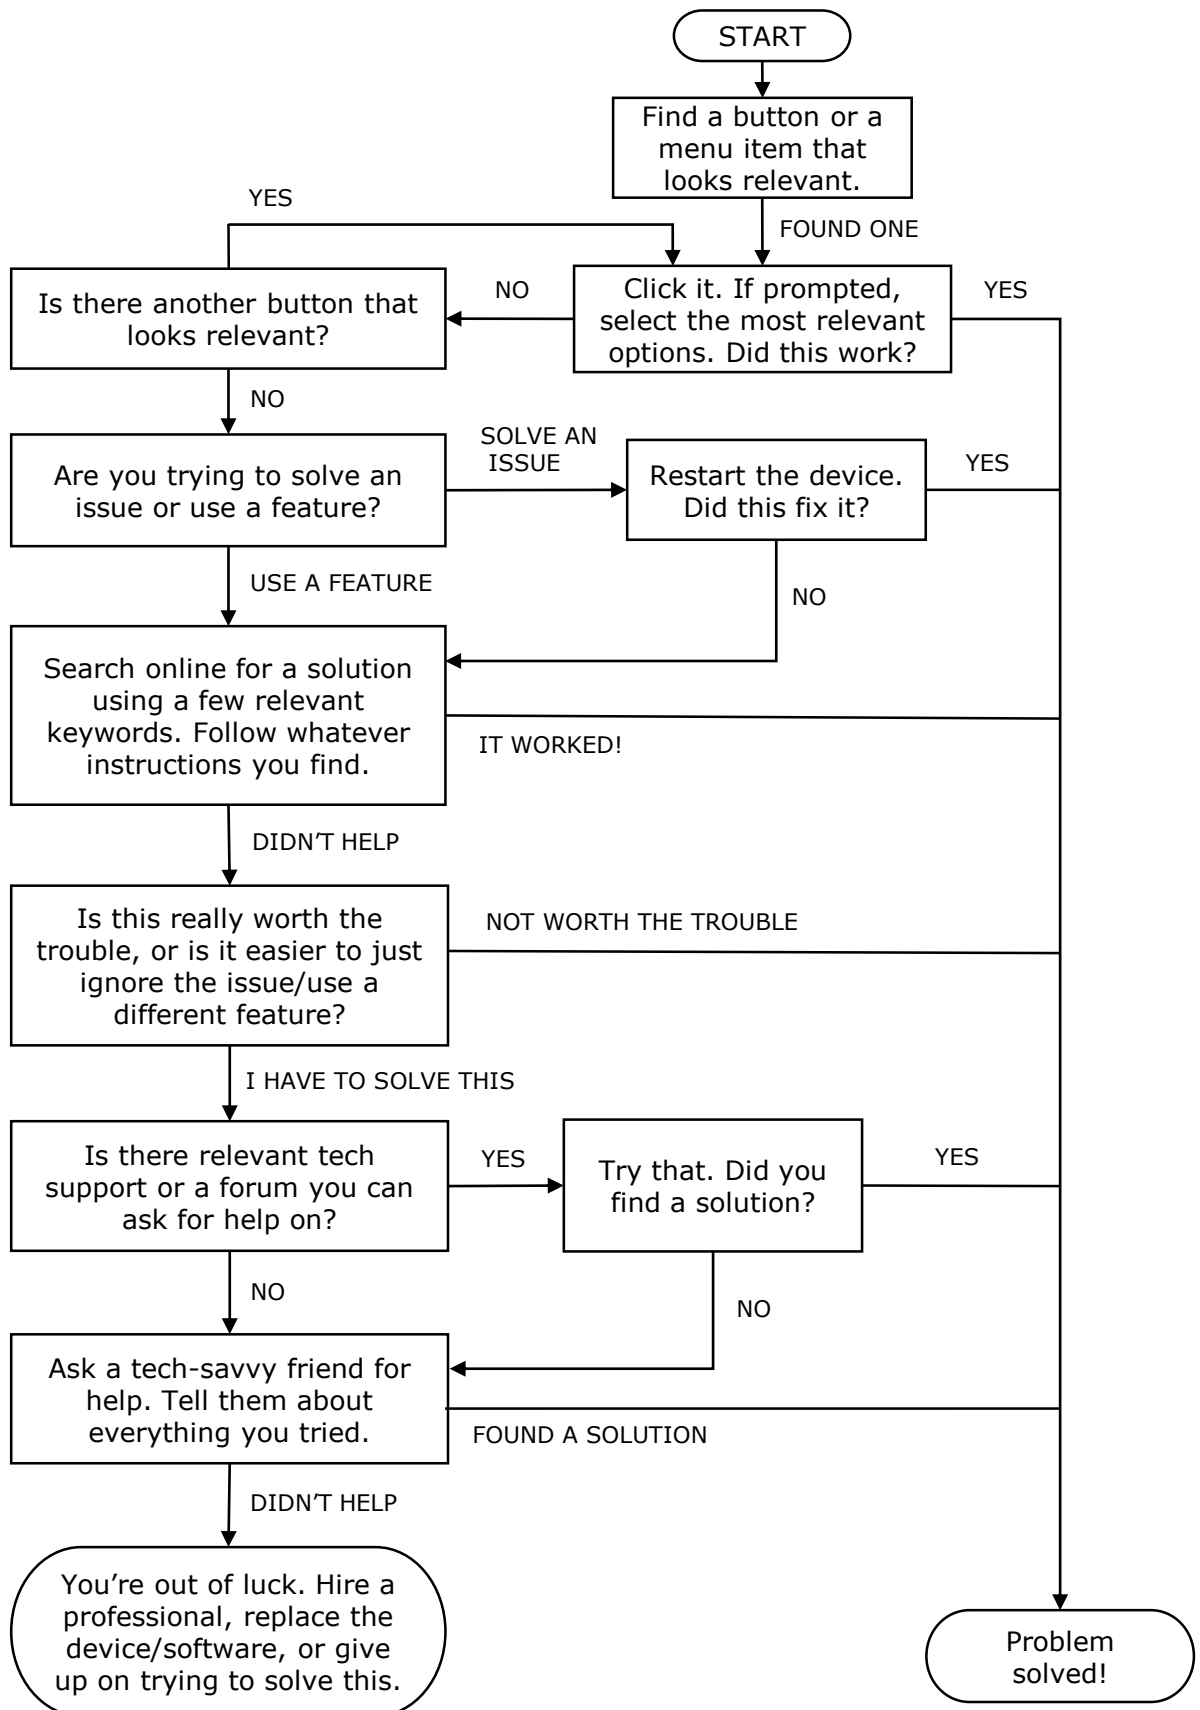 START
Find a button or a
menu item that
looks relevant.
YES
FOUND ONE
Is there another button that
looks relevant?
NO
Click it. If prompted,
select the most relevant
options. Did this work?
YES
NO
Are you trying to solve an
issue or use a feature?
SOLVE AN
ISSUE
Restart the device.
Did this fix it?
YES
USE A FEATURE
NO
Search online for a solution
using a few relevant
keywords. Follow whatever
instructions you find.
IT WORKED!
DIDN’T HELP
Is this really worth the
trouble, or is it easier to just
ignore the issue/use a
different feature?
NOT WORTH THE TROUBLE
I HAVE TO SOLVE THIS
Is there relevant tech
support or a forum you can
ask for help on?
YES
Try that. Did you
find a solution?
YES
NO
NO
Ask a tech-savvy friend for
help. Tell them about
everything you tried.
FOUND A SOLUTION
DIDN’T HELP
You’re out of luck. Hire a
professional, replace the
device/software, or give
up on trying to solve this.
Problem
solved!